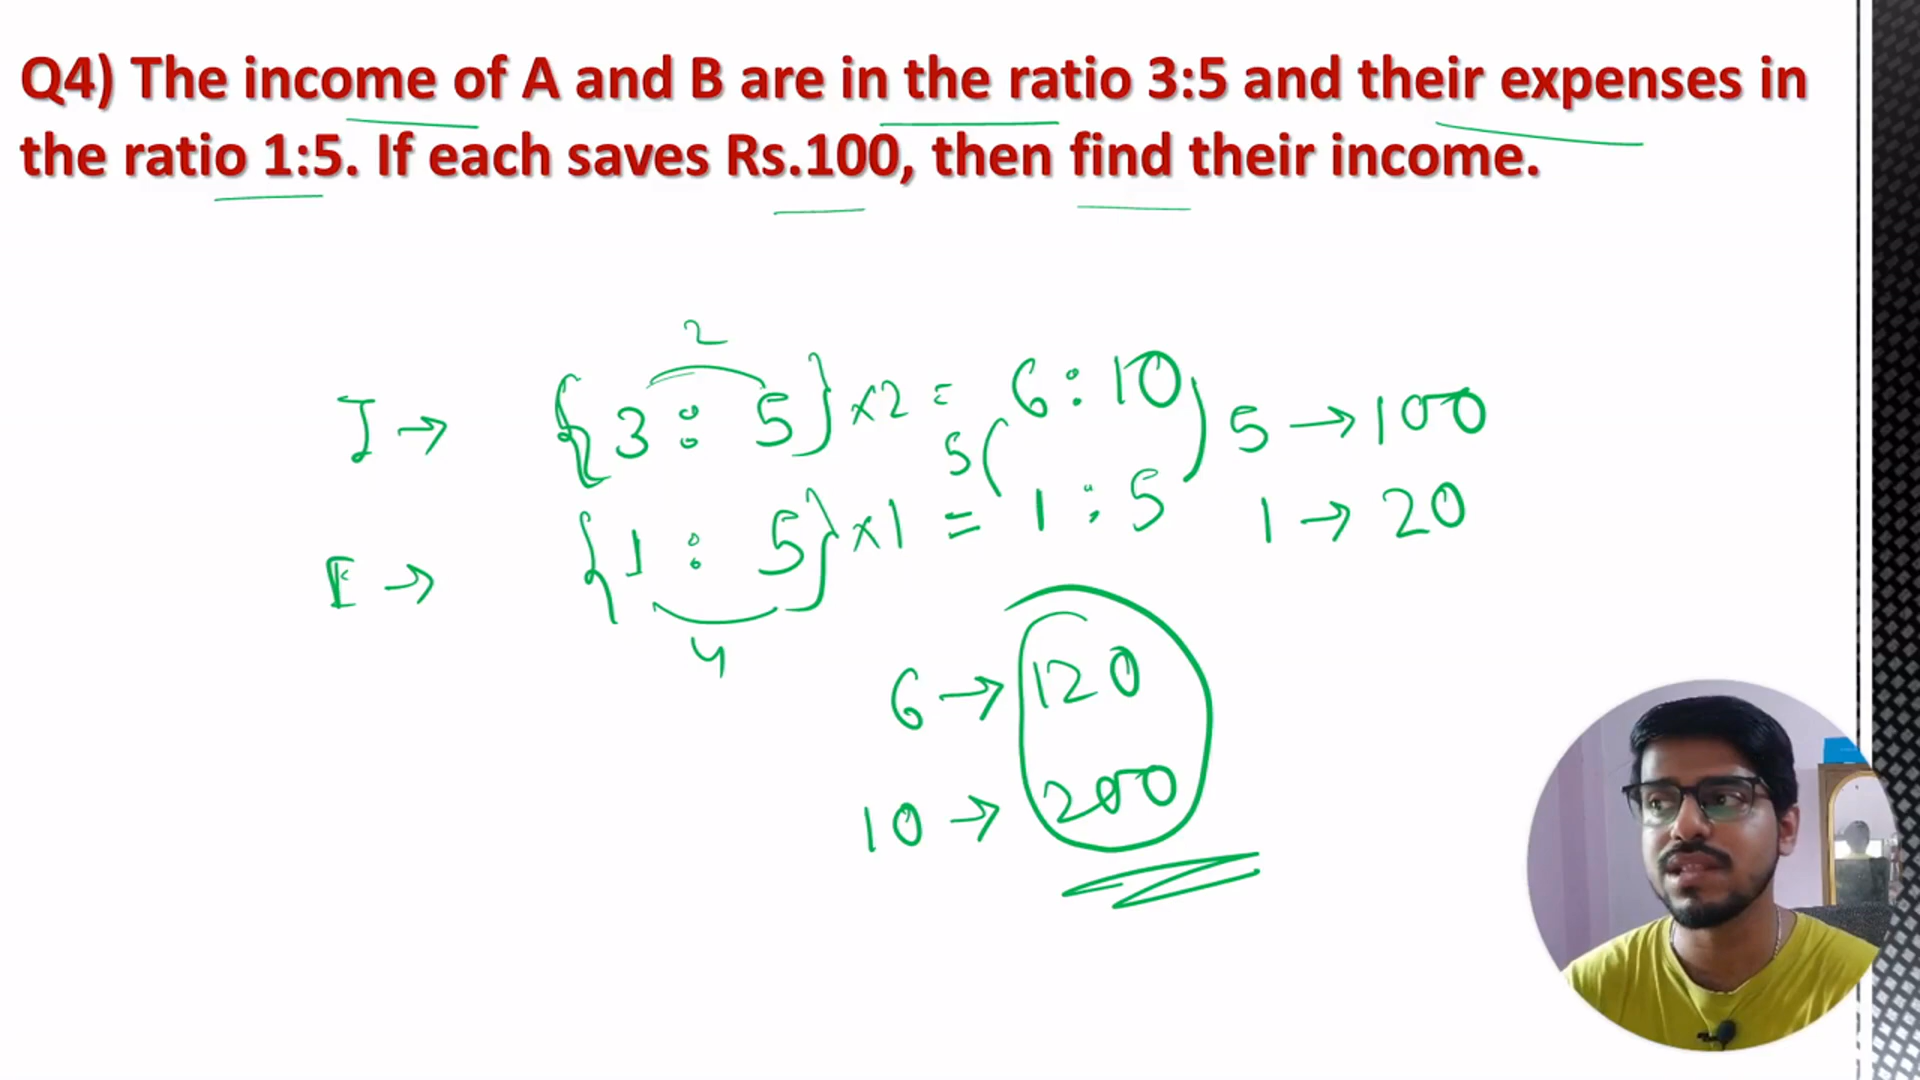 Q4) The income of A and B are in the ratio 3:5 and their expenses in
the ratio 1:5. If each saves Rs.100, then find their income.
2
I → {3 : 5} ×2 = 6 : 10
5 ( ) 5 → 100
E → {1 : 5} ×1 = 1 : 5
1 → 20
4
6 → 120
10 → 200